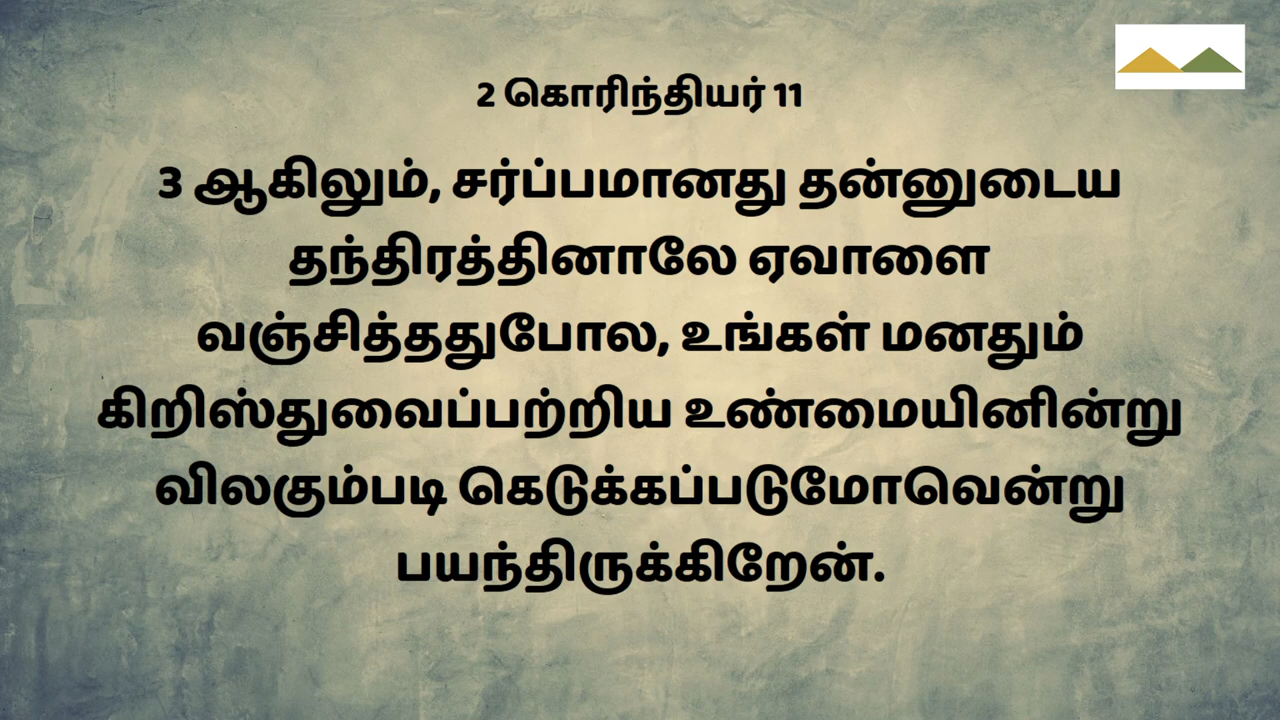 2 கொரிந்தியர் 11
3 ஆகிலும், சர்ப்பமானது தன்னுடைய
தந்திரத்தினாலே ஏவாளை
வஞ்சித்ததுபோல, உங்கள் மனதும்
கிறிஸ்துவைப்பற்றிய உண்மையினின்று
விலகும்படி கெடுக்கப்படுமோவென்று
பயந்திருக்கிறேன்.